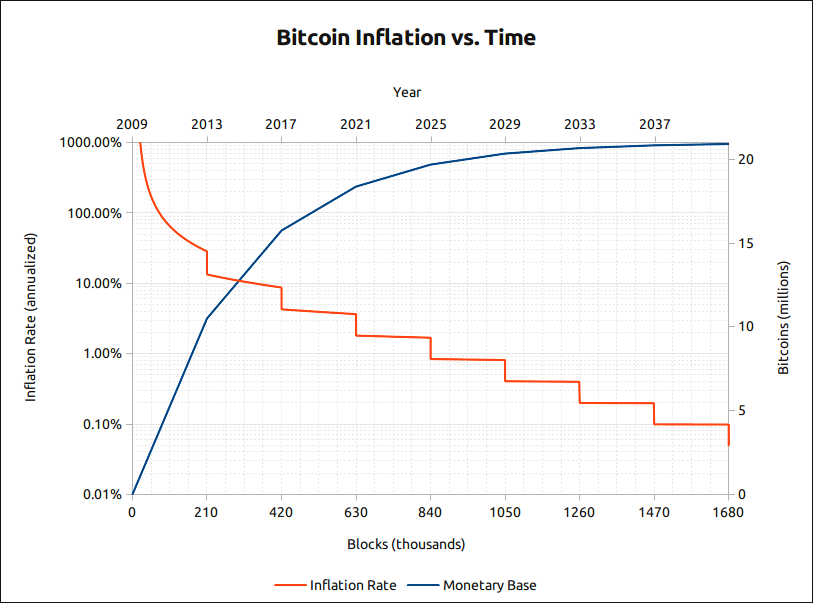 Bitcoin Inflation vs. Time
Year
2009 2013 2017 2021 2025 2029 2033 2037
1000.00%
100.00%
10.00%
1.00%
0.10%
0.01%
Inflation Rate (annualized)
20
15
10
5
0
Bitcoins (millions)
0 210 420 630 840 1050 1260 1470 1680
Blocks (thousands)
Inflation Rate Monetary Base